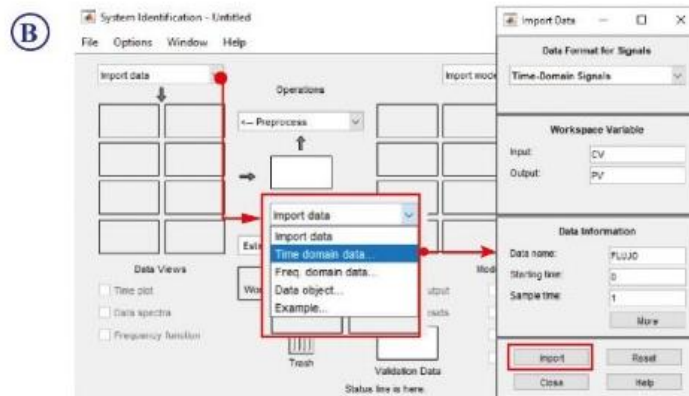 B
System Identification - Untitled
File Options Window Help
Import data
Operations
<-- Preprocess
Import data
Import data
Time domain data...
Freq. domain data...
Data object...
Example...
Data Views
Time plot
Data spectra
Frequency function
Trash
Validation Data
Status line is here.
Import Data
Data Format for Signals
Time-Domain Signals
Workspace Variable
Input: CV
Output: PV
Data Information
Data name: FLUJO
Starting time: 0
Sample time: 1
More
Import Reset
Close Help